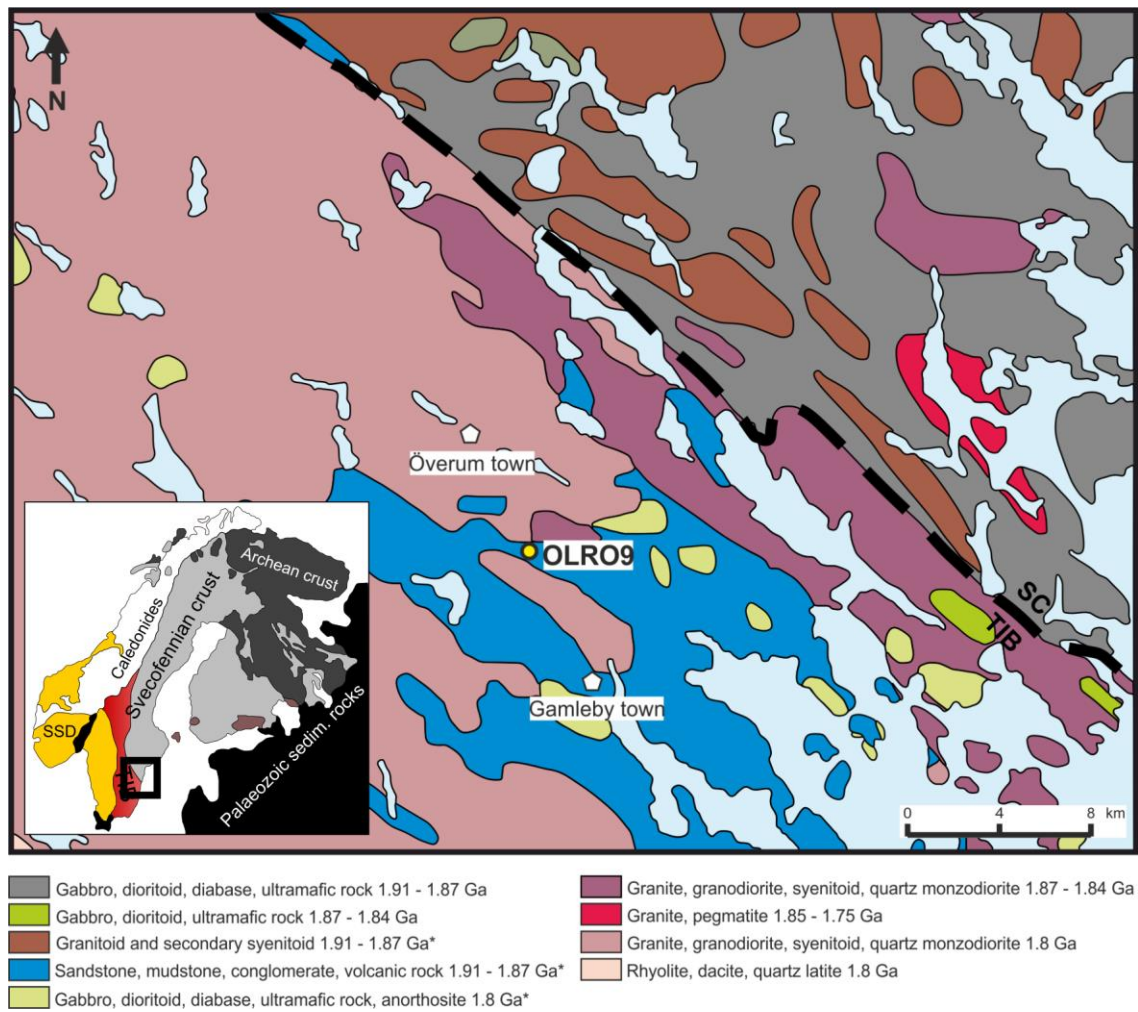 N
Överum town
OLRO9
Gamleby town
SC
TIB
0 4 8 km
Archean crust
Caledonides
Svecofennian crust
SSD
Palaeozoic sedim. rocks
Gabbro, dioritoid, diabase, ultramafic rock 1.91 - 1.87 Ga
Gabbro, dioritoid, ultramafic rock 1.87 - 1.84 Ga
Granitoid and secondary syenitoid 1.91 - 1.87 Ga*
Sandstone, mudstone, conglomerate, volcanic rock 1.91 - 1.87 Ga*
Gabbro, dioritoid, diabase, ultramafic rock, anorthosite 1.8 Ga*
Granite, granodiorite, syenitoid, quartz monzodiorite 1.87 - 1.84 Ga
Granite, pegmatite 1.85 - 1.75 Ga
Granite, granodiorite, syenitoid, quartz monzodiorite 1.8 Ga
Rhyolite, dacite, quartz latite 1.8 Ga